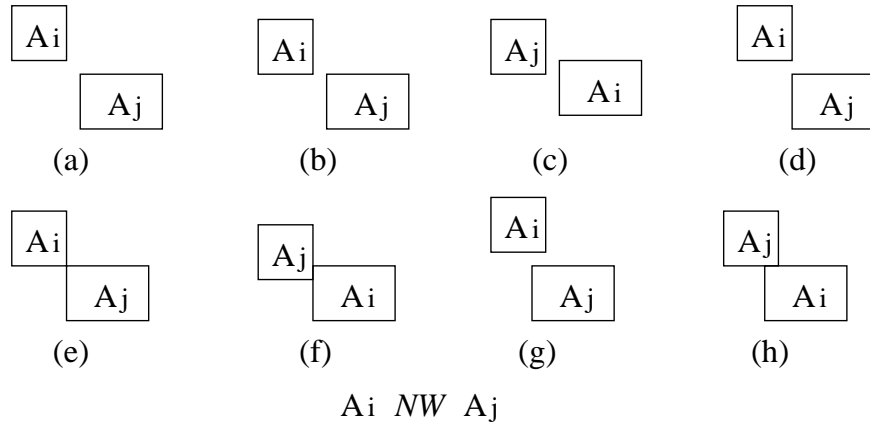 Ai Ai Aj Ai
Aj Aj Ai Aj
(a) (b) (c) (d)
Ai Aj Ai Aj
Aj Ai Aj Ai
(e) (f) (g) (h)
Ai NW Aj